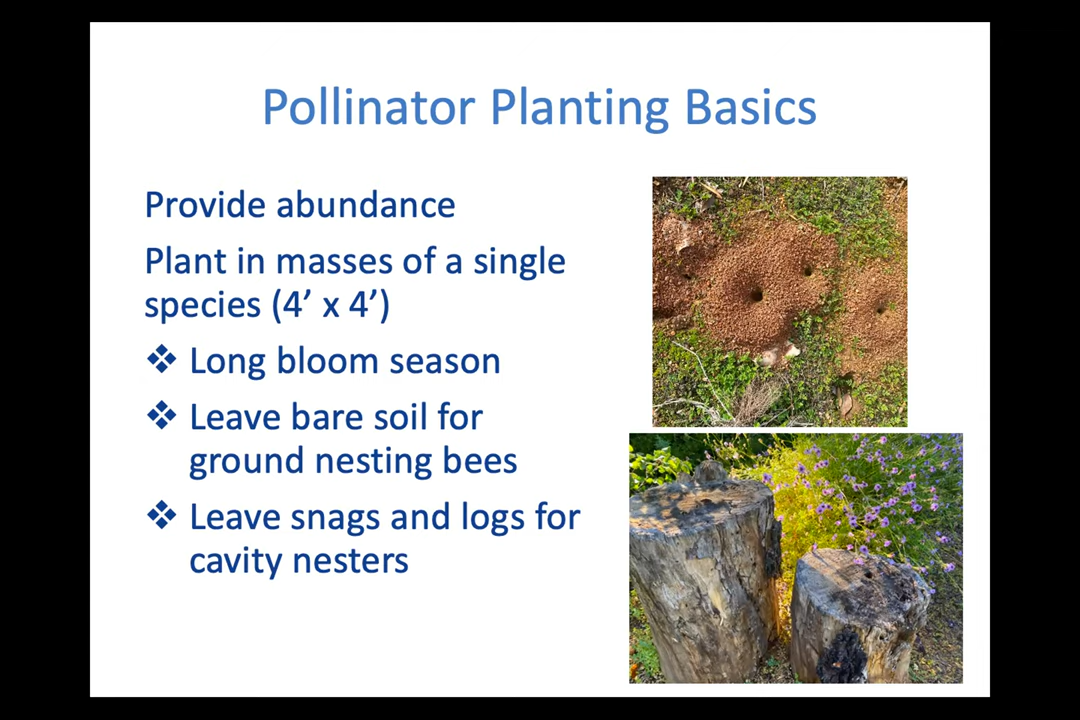 Pollinator Planting Basics
Provide abundance
Plant in masses of a single
species (4’ x 4’)
❖ Long bloom season
❖ Leave bare soil for
ground nesting bees
❖ Leave snags and logs for
cavity nesters